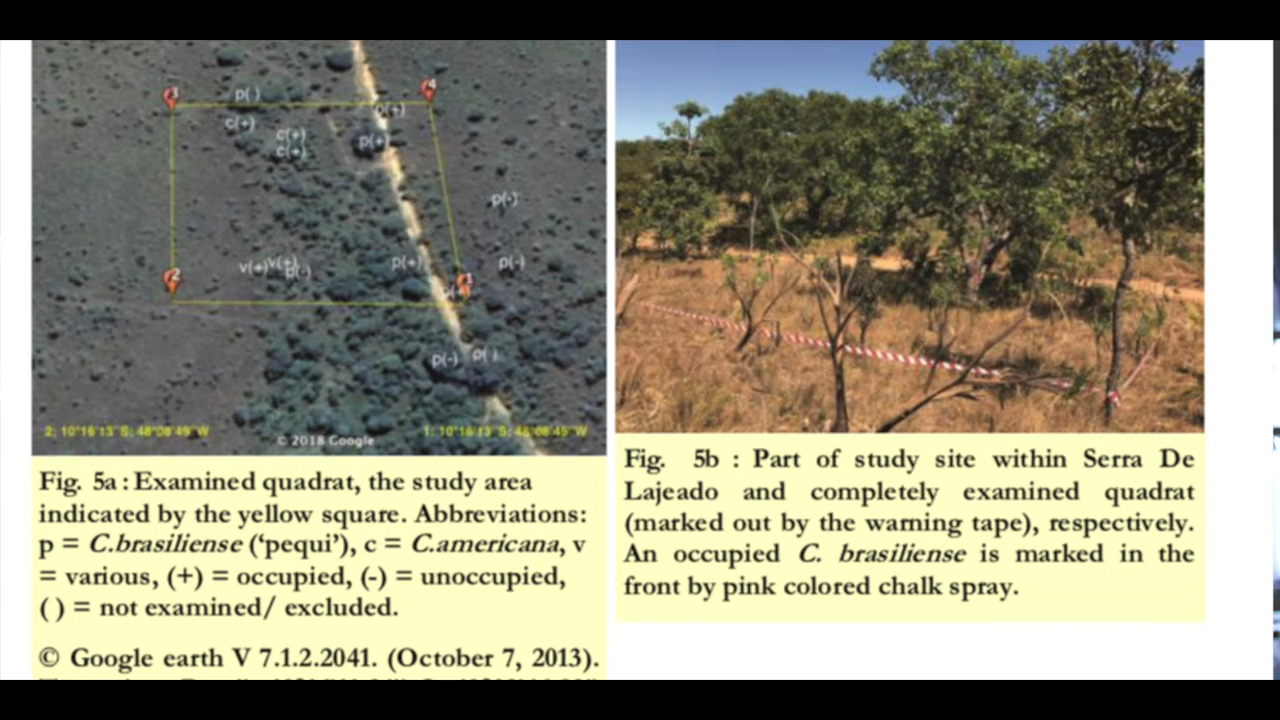 3
p( )
4
p(+)
c(+)
c(+)
p(+)
c(+)
p(-)
v(+)v(+)
p(-)
p(+)
p(-)
2
1
p(-)
p( )
2: 10°16'13" S; 48°08'49" W
© 2018 Google
1: 10°16'13" S; 48°08'45" W
Fig. 5a : Examined quadrat, the study area
indicated by the yellow square. Abbreviations:
p = C.brasiliense (‘pequi’), c = C.americana, v
= various, (+) = occupied, (-) = unoccupied,
( ) = not examined/ excluded.
© Google earth V 7.1.2.2041. (October 7, 2013).
Fig. 5b : Part of study site within Serra De
Lajeado and completely examined quadrat
(marked out by the warning tape), respectively.
An occupied C. brasiliense is marked in the
front by pink colored chalk spray.